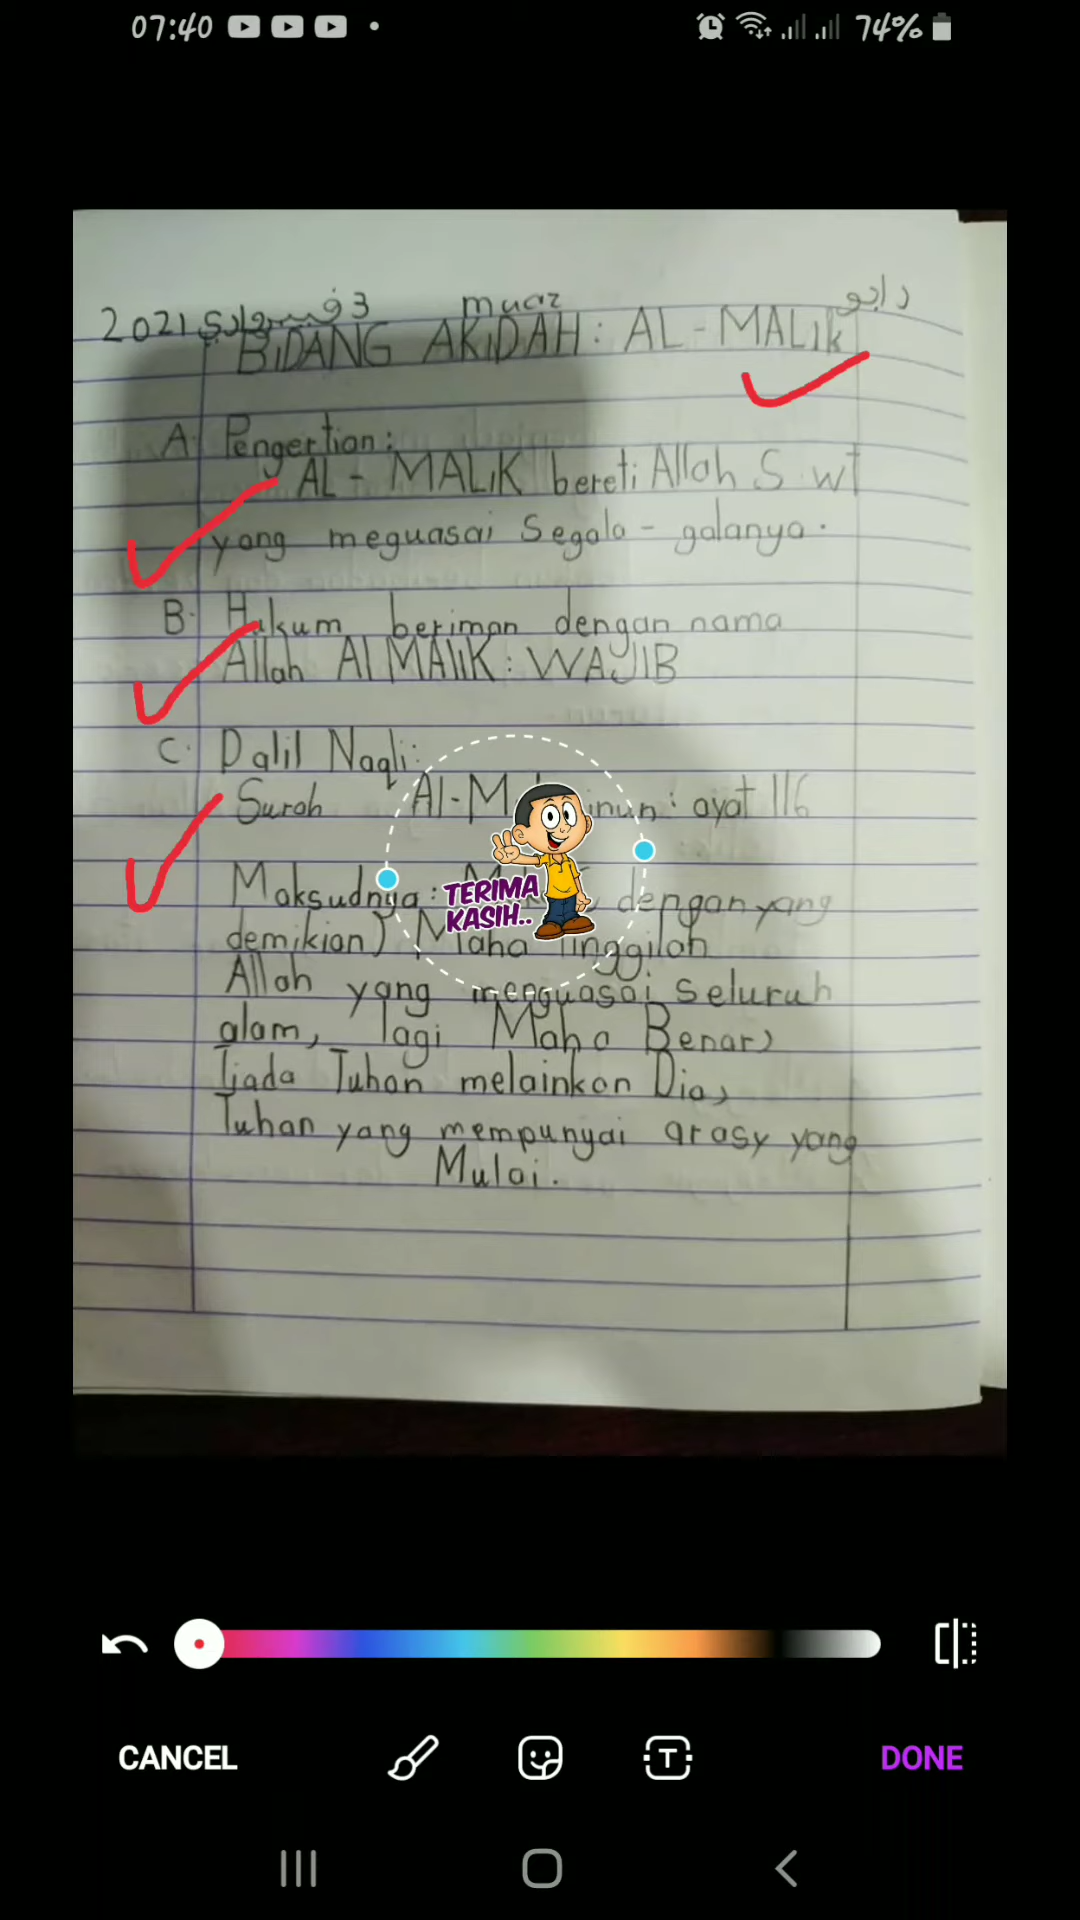 07:40 74%
2021 فبرواري 3 muaz رابو
BIDANG AKIDAH: AL-MALik
A. Pengertian:
AL-MALIK bereti Allah S.wt
yang meguasai segala-galanya.
B. Hukum beriman dengan nama
Allah Al MALIK: WAJIB
C. Dalil Naqli:
Surah Al-M inun: ayat 116
Maksudnya: dengan yang
TERIMA
KASIH..
demikian) Maha Tinggilah
Allah yang menguasai seluruh
alam, lagi Maha Benar,
Tiada Tuhan melainkan Dia,
Tuhan yang mempunyai arasy yang
Mulai.
CANCEL T DONE